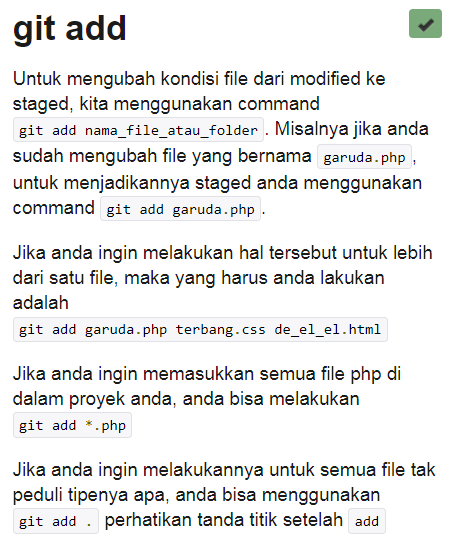 git add
Untuk mengubah kondisi file dari modified ke
staged, kita menggunakan command
git add nama_file_atau_folder. Misalnya jika anda
sudah mengubah file yang bernama garuda.php,
untuk menjadikannya staged anda menggunakan
command git add garuda.php.
Jika anda ingin melakukan hal tersebut untuk lebih
dari satu file, maka yang harus anda lakukan
adalah
git add garuda.php terbang.css de_el_el.html
Jika anda ingin memasukkan semua file php di
dalam proyek anda, anda bisa melakukan
git add *.php
Jika anda ingin melakukannya untuk semua file tak
peduli tipenya apa, anda bisa menggunakan
git add . perhatikan tanda titik setelah add